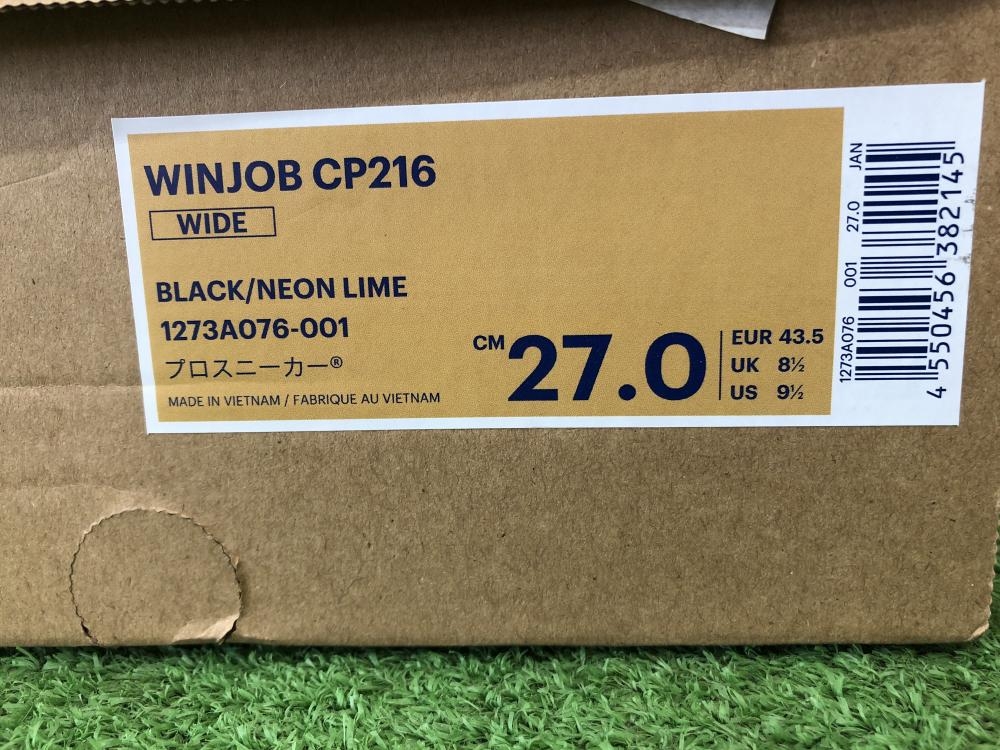 WINJOB CP216
WIDE
BLACK/NEON LIME
1273A076-001
プロスニーカー®
MADE IN VIETNAM / FABRIQUE AU VIETNAM
CM 27.0
EUR 43.5
UK 8½
US 9½
1273A076 001 27.0 JAN
4 550456 382145